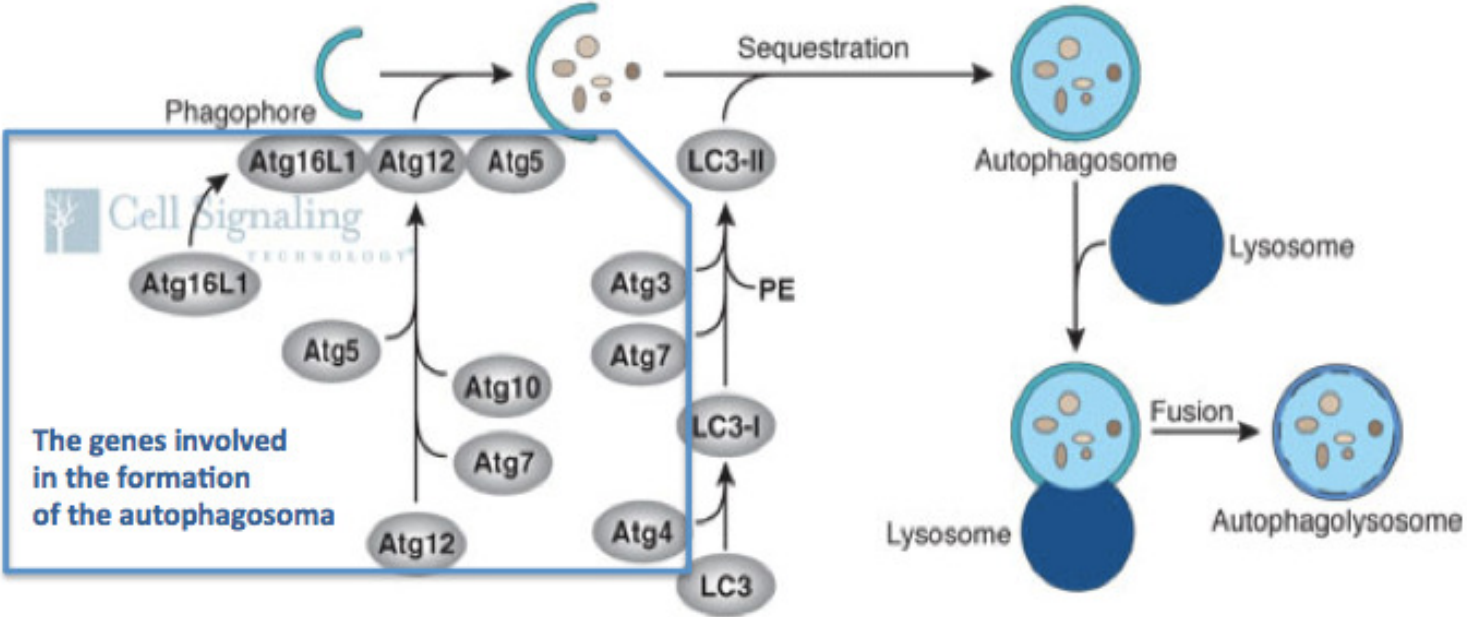 Sequestration
Phagophore
Atg16L1 Atg12 Atg5
LC3-II
Autophagosome
Cell Signaling
TECHNOLOGY
Lysosome
Atg16L1
Atg3
PE
Atg5
Atg7
Atg10
LC3-I
Fusion
The genes involved
in the formation
of the autophagosoma
Atg7
Atg12
Atg4
Lysosome
Autophagolysosome
LC3